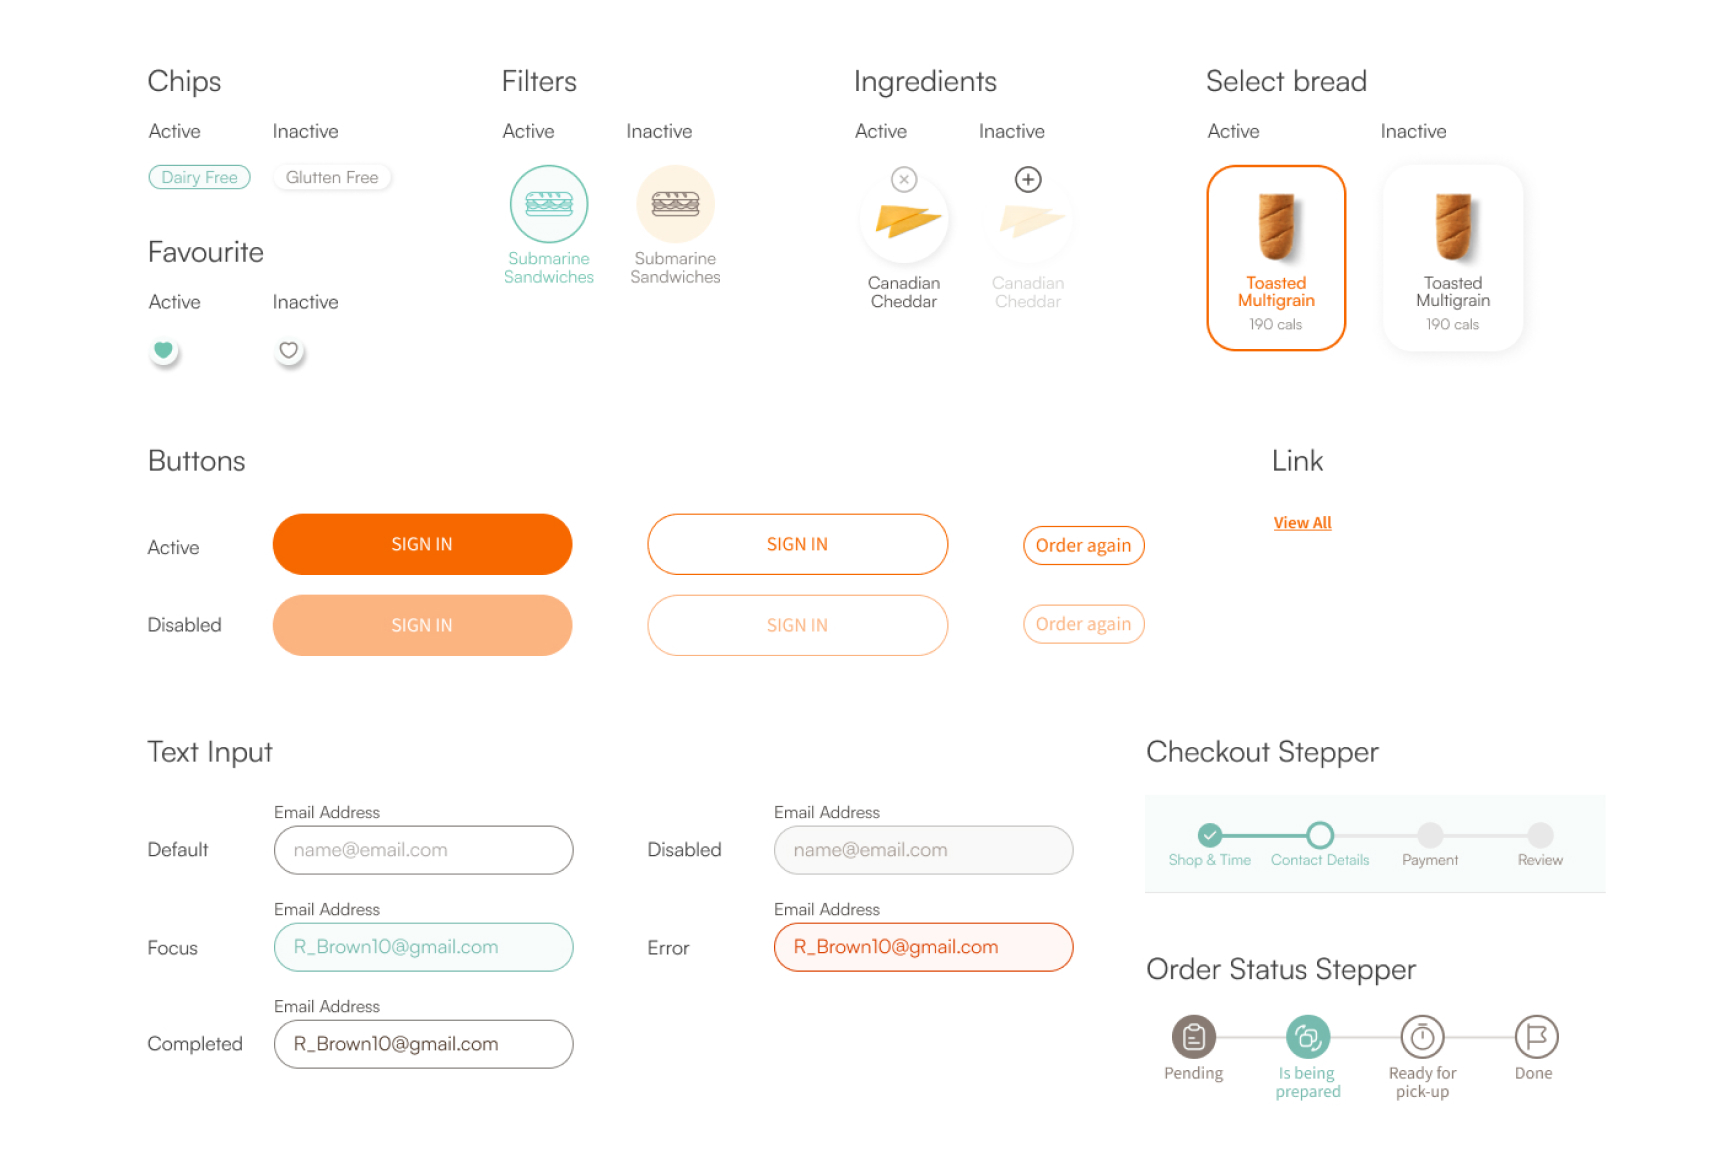 Chips
Active
Inactive
Dairy Free
Glutten Free
Favourite
Active
Inactive
Filters
Active
Inactive
Submarine
Sandwiches
Submarine
Sandwiches
Ingredients
Active
Inactive
Canadian
Cheddar
Canadian
Cheddar
Select bread
Active
Inactive
Toasted
Multigrain
190 cals
Toasted
Multigrain
190 cals
Buttons
Active
SIGN IN
SIGN IN
Order again
Disabled
SIGN IN
SIGN IN
Order again
Link
View All
Text Input
Default
Email Address
name@email.com
Disabled
Email Address
name@email.com
Focus
Email Address
R_Brown10@gmail.com
Error
Email Address
R_Brown10@gmail.com
Completed
Email Address
R_Brown10@gmail.com
Checkout Stepper
Shop & Time
Contact Details
Payment
Review
Order Status Stepper
Pending
Is being
prepared
Ready for
pick-up
Done